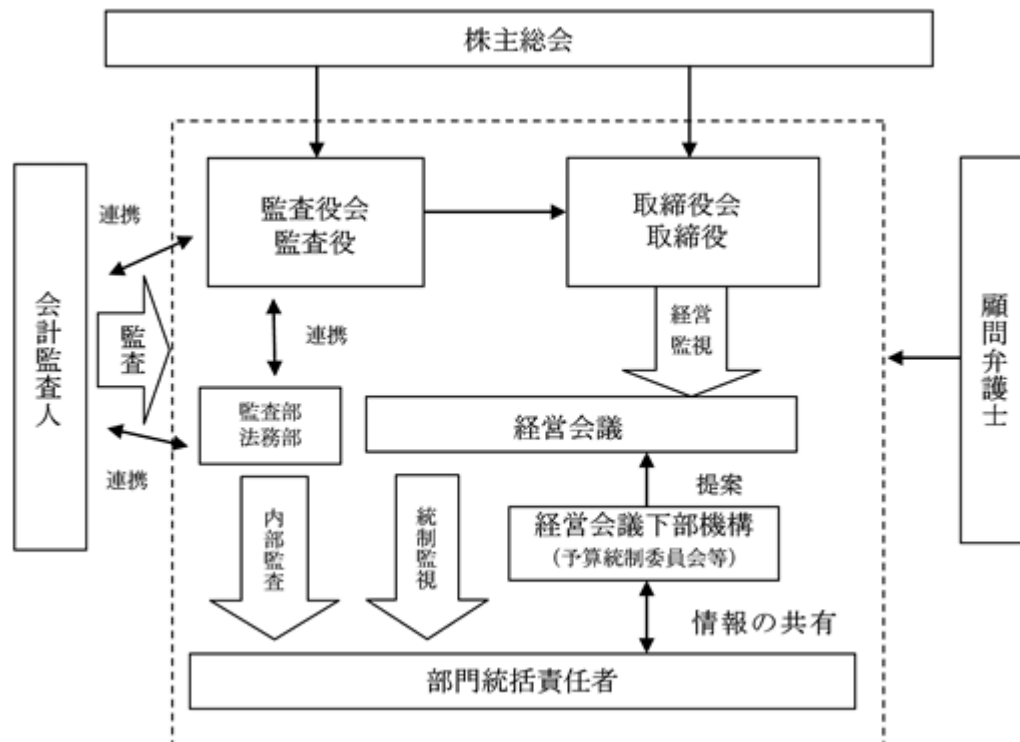 株主総会
監査役会
監査役
取締役会
取締役
連携
会計監査人
監査
連携
経営
監視
顧問弁護士
監査部
法務部
経営会議
連携
提案
内部監査
統制監視
経営会議下部機構
（予算統制委員会等）
情報の共有
部門統括責任者